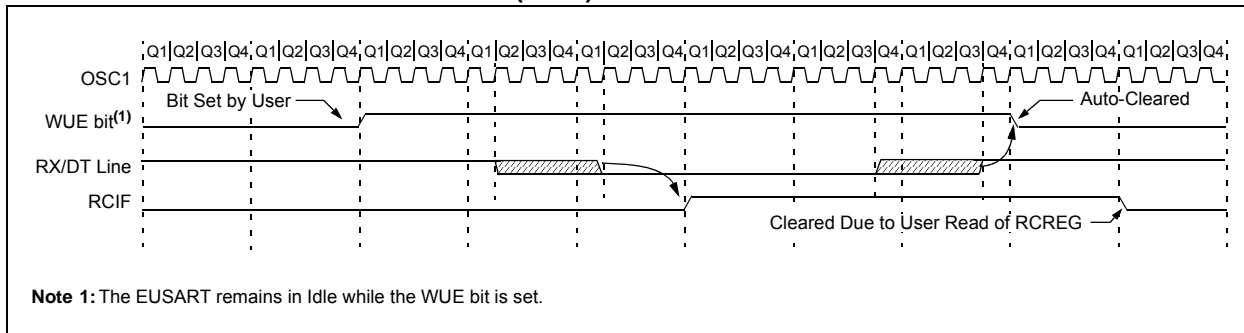 Q1|Q2|Q3|Q4 Q1|Q2|Q3|Q4 Q1|Q2|Q3|Q4 Q1|Q2|Q3|Q4 Q1|Q2|Q3|Q4 Q1|Q2|Q3|Q4 Q1|Q2|Q3|Q4 Q1|Q2|Q3|Q4 Q1|Q2|Q3|Q4 Q1|Q2|Q3|Q4
OSC1
Bit Set by User
Auto-Cleared
WUE bit(1)
RX/DT Line
RCIF
Cleared Due to User Read of RCREG
Note 1: The EUSART remains in Idle while the WUE bit is set.